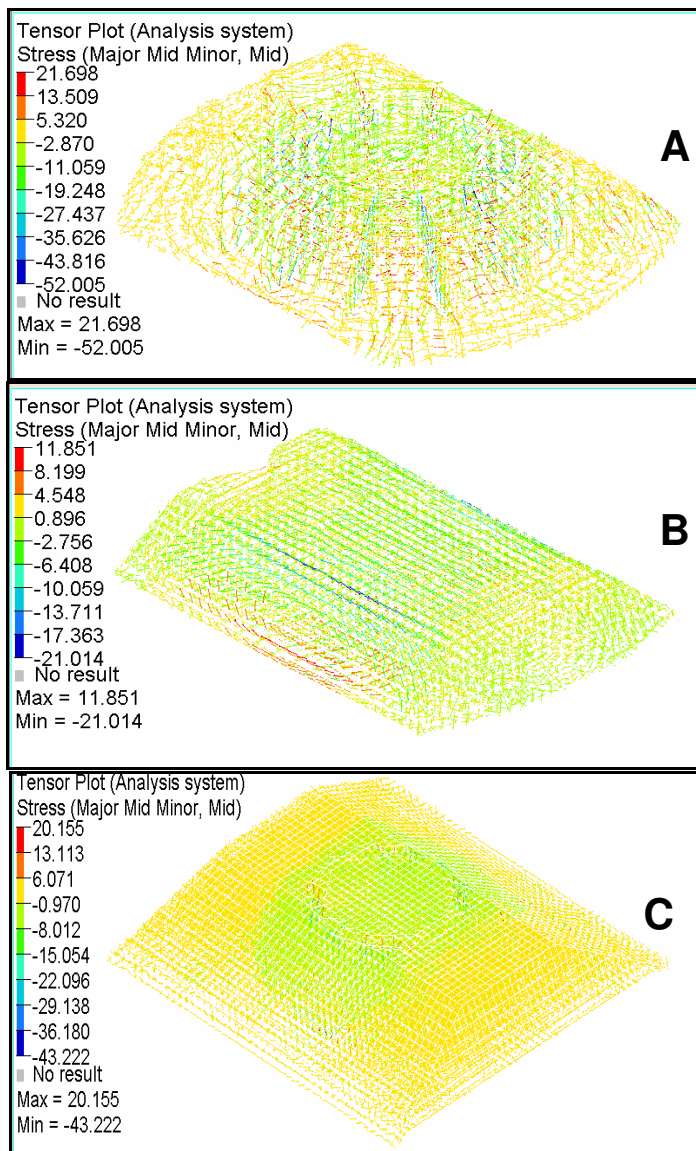 Tensor Plot (Analysis system)
Stress (Major Mid Minor, Mid)
21.698
13.509
5.320
-2.870
-11.059
-19.248
-27.437
-35.626
-43.816
-52.005
No result
Max = 21.698
Min = -52.005
A
Tensor Plot (Analysis system)
Stress (Major Mid Minor, Mid)
11.851
8.199
4.548
0.896
-2.756
-6.408
-10.059
-13.711
-17.363
-21.014
No result
Max = 11.851
Min = -21.014
B
Tensor Plot (Analysis system)
Stress (Major Mid Minor, Mid)
20.155
13.113
6.071
-0.970
-8.012
-15.054
-22.096
-29.138
-36.180
-43.222
No result
Max = 20.155
Min = -43.222
C